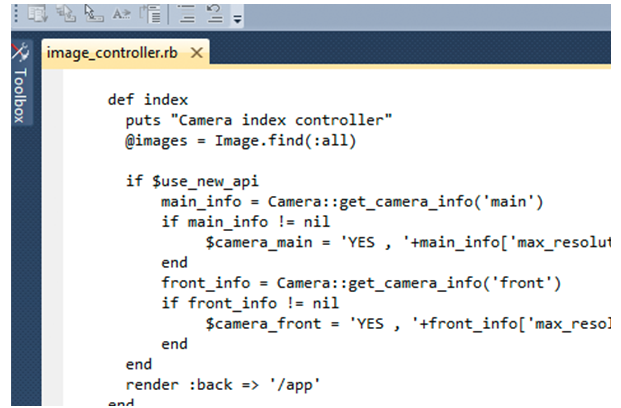 image_controller.rb
Toolbox
def index
puts "Camera index controller"
@images = Image.find(:all)
if $use_new_api
main_info = Camera::get_camera_info('main')
if main_info != nil
$camera_main = 'YES , '+main_info['max_resolut
end
front_info = Camera::get_camera_info('front')
if front_info != nil
$camera_front = 'YES , '+front_info['max_resol
end
end
render :back => '/app'
end